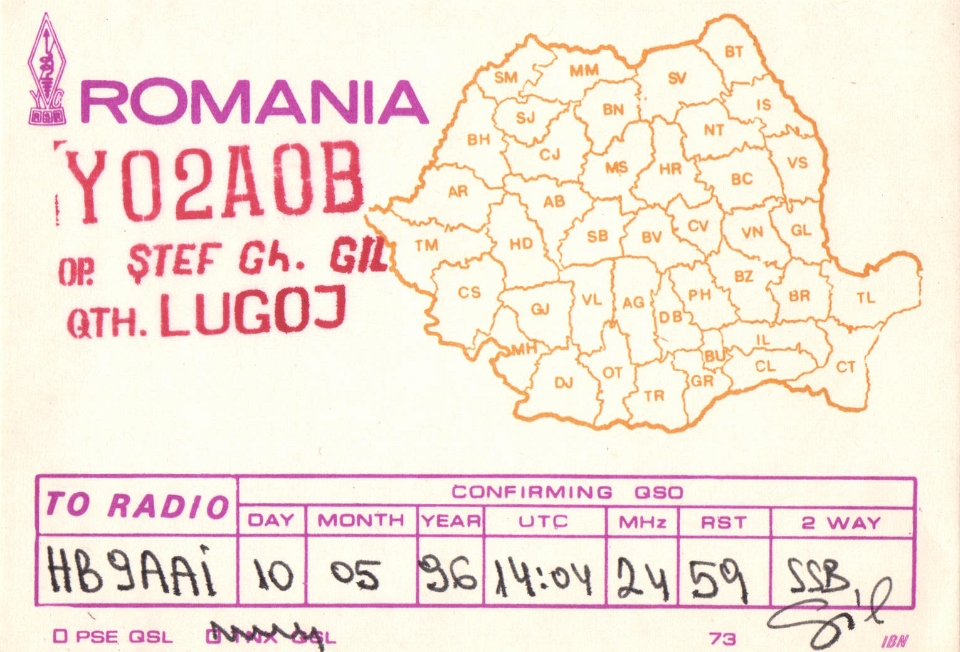 ROMANIA
YO2AOB
OP. ŞTEF Gh. GIL
QTH. LUGOJ
BT
SM MM SV
BN IS
SJ NT
BH CJ MS HR VS
BC
AR AB
CV GL
TM HD SB BV VN
BZ
CS VL AG PH BR TL
GJ DB
IL
MH BU CL CT
OT GR
DJ TR
TO RADIO CONFIRMING QSO
DAY MONTH YEAR UTC MHz RST 2 WAY
HB9AAi 10 05 96 14:04 24 59 SSB
Gil
PSE QSL TNX QSL 73 IBN